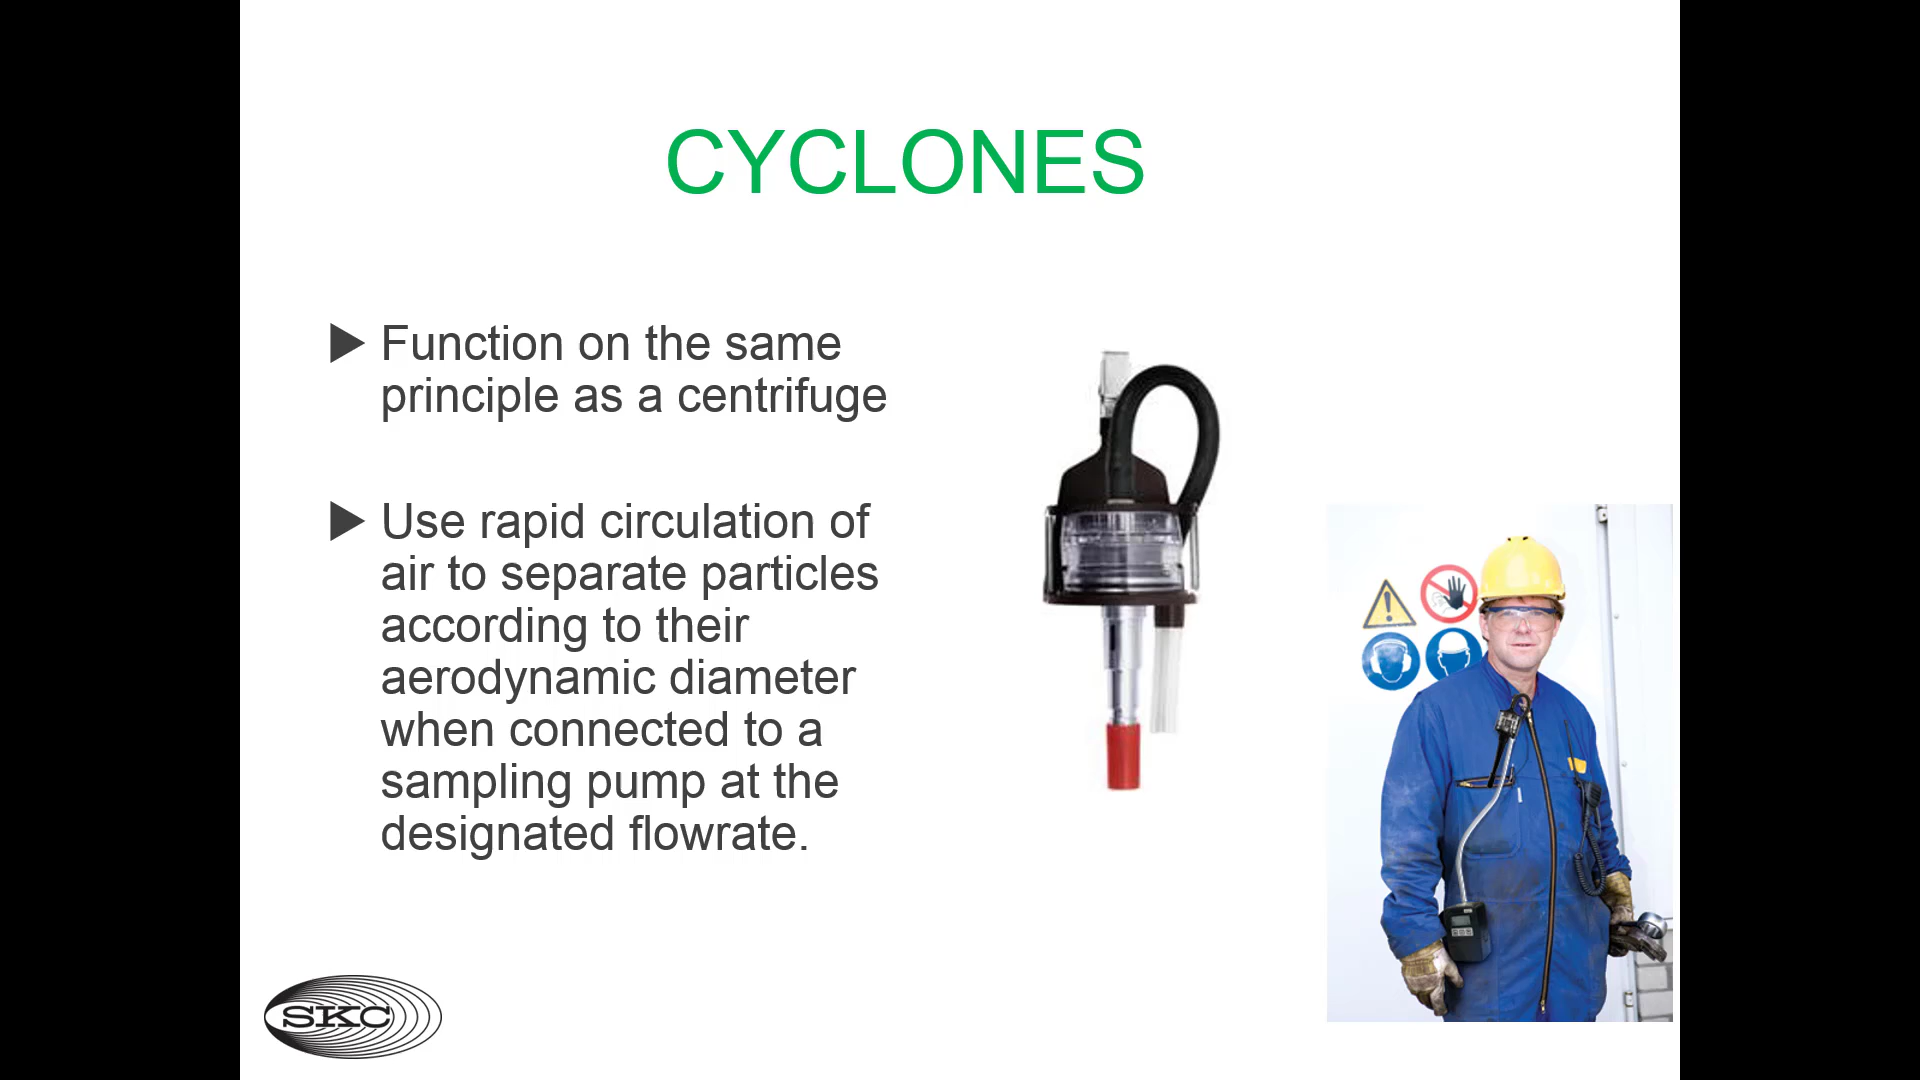 CYCLONES
Function on the same
principle as a centrifuge
Use rapid circulation of
air to separate particles
according to their
aerodynamic diameter
when connected to a
sampling pump at the
designated flowrate.
SKC